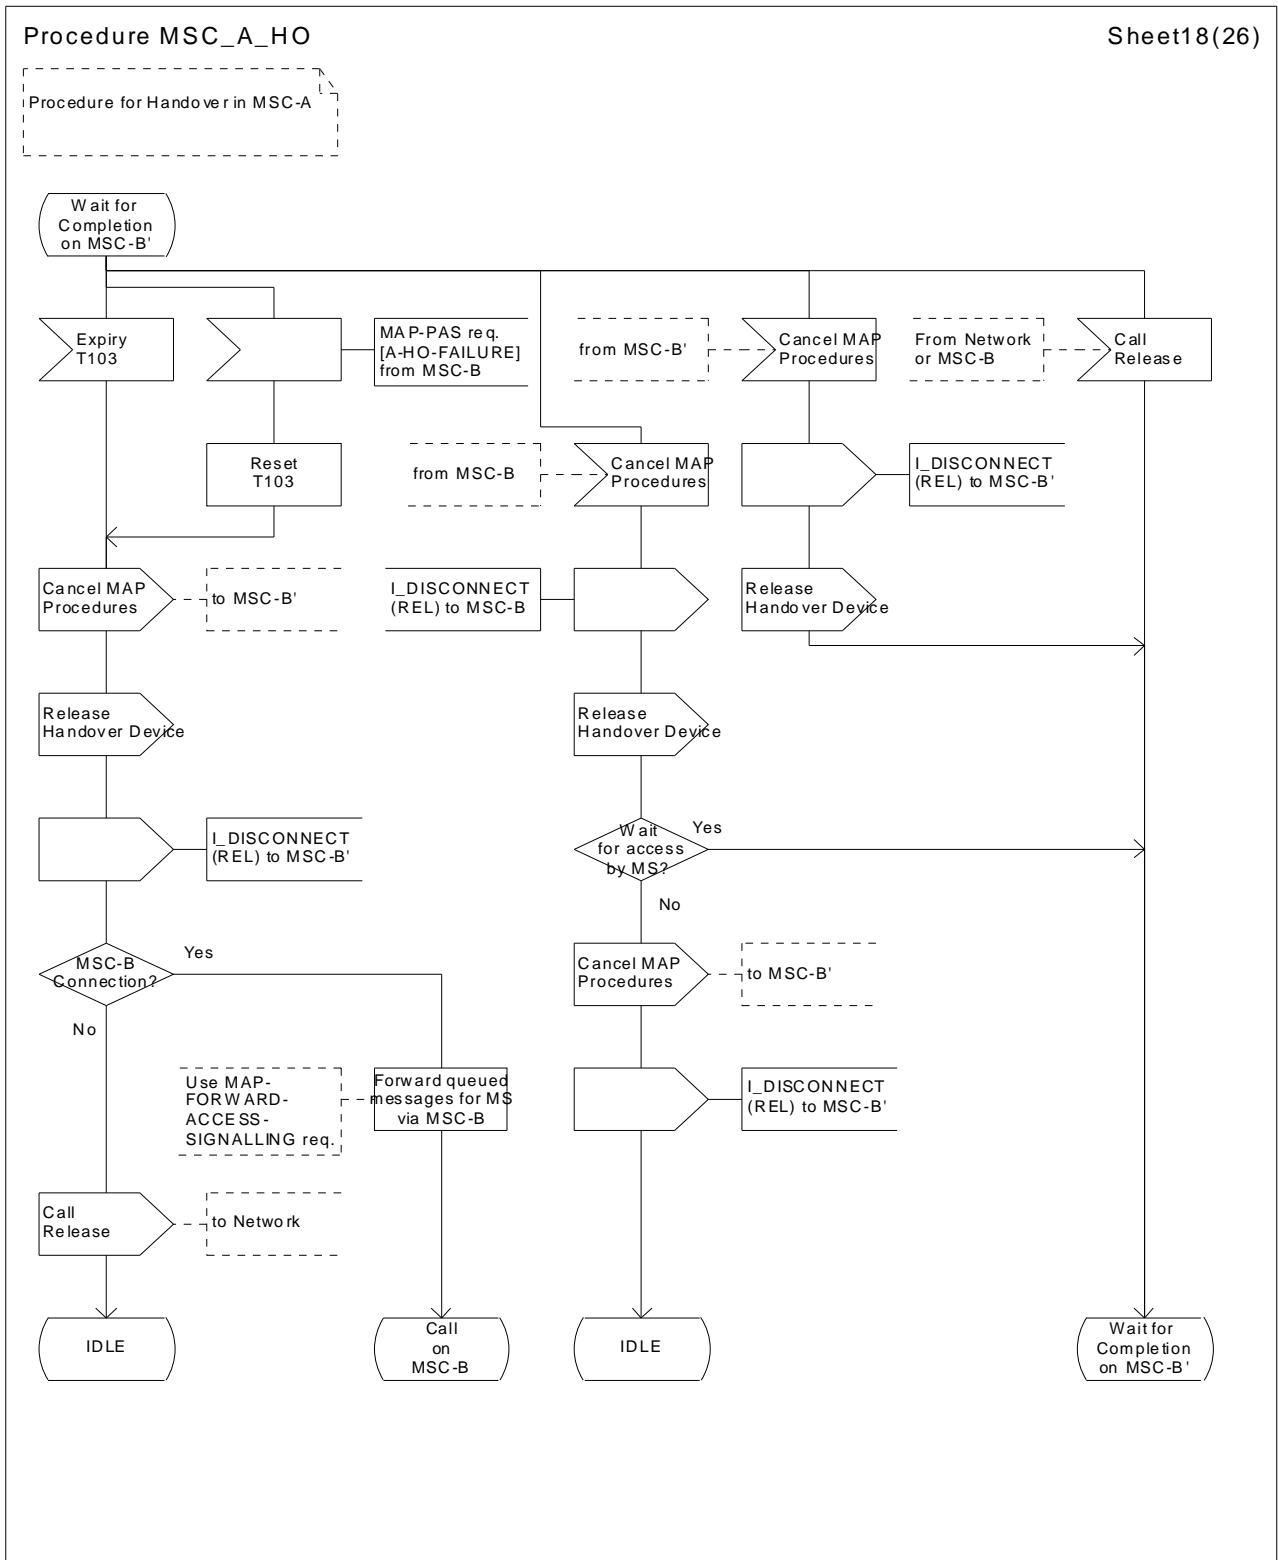 Procedure MSC_A_HO
Sheet18(26)
Procedure for Handover in MSC-A
Wait for
Completion
on MSC-B'
Expiry
T103
MAP-PAS req.
[A-HO-FAILURE]
from MSC-B
from MSC-B'
Cancel MAP
Procedures
From Network
or MSC-B
Call
Release
Reset
T103
from MSC-B
Cancel MAP
Procedures
I_DISCONNECT
(REL) to MSC-B'
Cancel MAP
Procedures
to MSC-B'
I_DISCONNECT
(REL) to MSC-B
Release
Handover Device
Release
Handover Device
Release
Handover Device
I_DISCONNECT
(REL) to MSC-B'
Wait
for access
by MS?
Yes
No
MSC-B
Connection?
Yes
No
Cancel MAP
Procedures
to MSC-B'
Use MAP-
FORWARD-
ACCESS-
SIGNALLING req.
Forward queued
messages for MS
via MSC-B
I_DISCONNECT
(REL) to MSC-B'
Call
Release
to Network
IDLE
Call
on
MSC-B
IDLE
Wait for
Completion
on MSC-B'